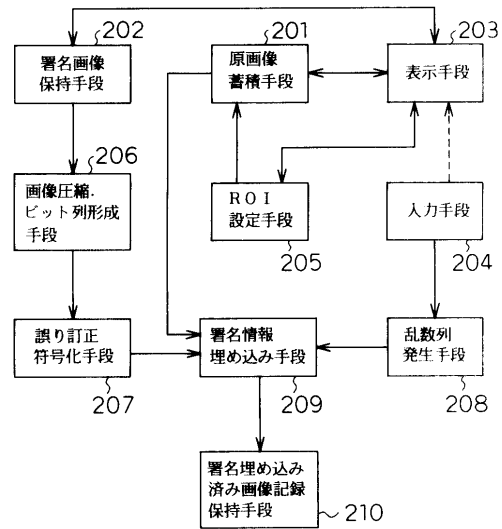 202
署名画像
保持手段
201
原画像
蓄積手段
203
表示手段
206
画像圧縮.
ビット列形成
手段
ROI
設定手段
205
入力手段
204
誤り訂正
符号化手段
207
署名情報
埋め込み手段
209
乱数列
発生手段
208
署名埋め込み
済み画像記録
保持手段
210